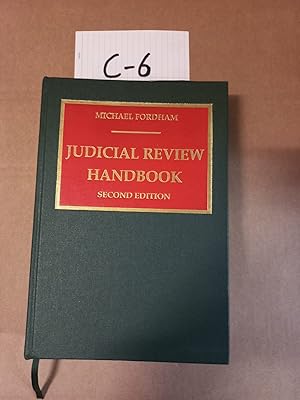 C-6
MICHAEL FORDHAM
JUDICIAL REVIEW
HANDBOOK
SECOND EDITION